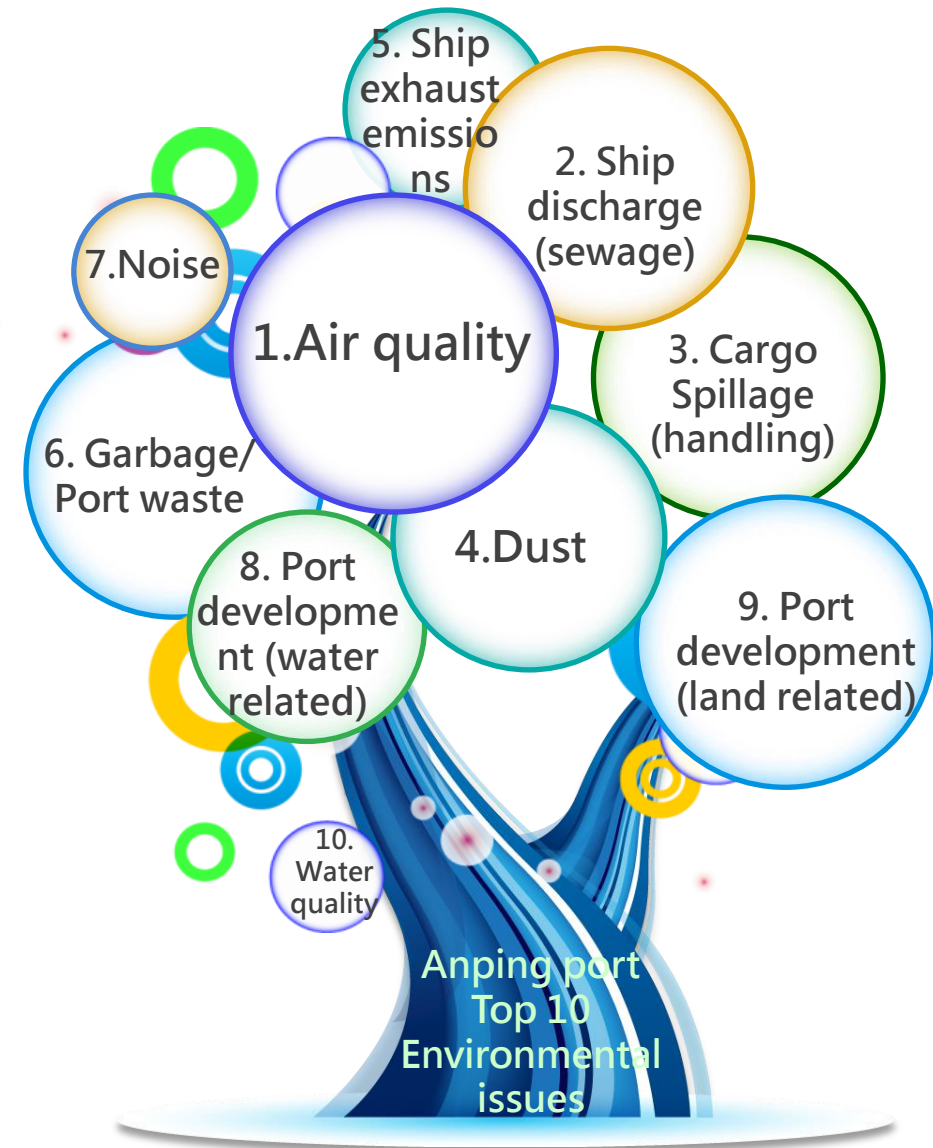 5. Ship
exhaust
emissio
ns
2. Ship
discharge
(sewage)
7.Noise
1.Air quality
3. Cargo
Spillage
(handling)
6. Garbage/
Port waste
4.Dust
8. Port
developme
nt (water
related)
9. Port
development
(land related)
10.
Water
quality
Anping port
Top 10
Environmental
issues